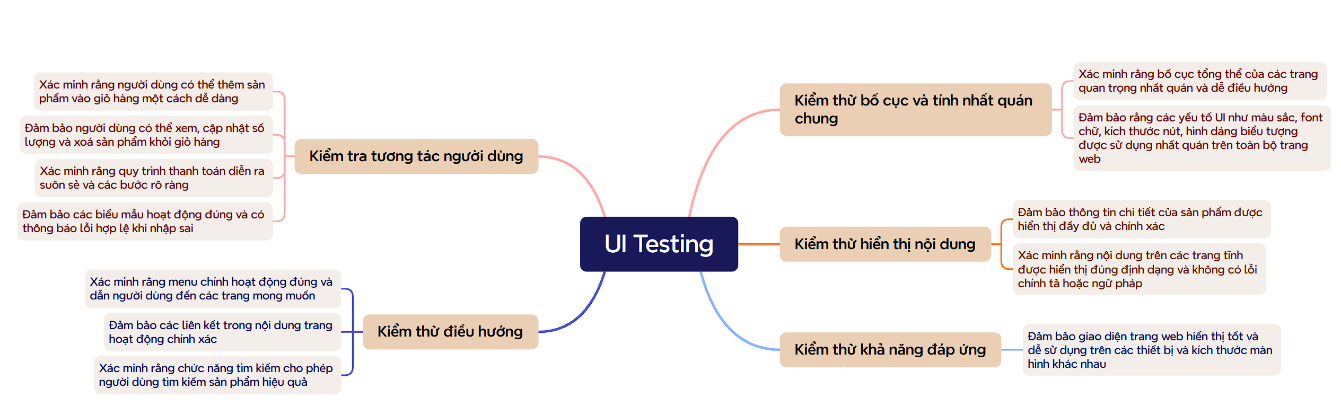 Xác minh rằng người dùng có thể thêm sản
phẩm vào giỏ hàng một cách dễ dàng
Đảm bảo người dùng có thể xem, cập nhật số
lượng và xoá sản phẩm khỏi giỏ hàng
Xác minh rằng quy trình thanh toán diễn ra
suôn sẻ và các bước rõ ràng
Đảm bảo các biểu mẫu hoạt động đúng và có
thông báo lỗi hợp lệ khi nhập sai
Kiểm tra tương tác người dùng
Xác minh rằng menu chính hoạt động đúng và
dẫn người dùng đến các trang mong muốn
Đảm bảo các liên kết trong nội dung trang
hoạt động chính xác
Xác minh rằng chức năng tìm kiếm cho phép
người dùng tìm kiếm sản phẩm hiệu quả
Kiểm thử điều hướng
UI Testing
Kiểm thử bố cục và tính nhất quán
chung
Xác minh rằng bố cục tổng thể của các trang
quan trọng nhất quán và dễ điều hướng
Đảm bảo rằng các yếu tố UI như màu sắc, font
chữ, kích thước nút, hình dáng biểu tượng
được sử dụng nhất quán trên toàn bộ trang
web
Kiểm thử hiển thị nội dung
Đảm bảo thông tin chi tiết của sản phẩm được
hiển thị đầy đủ và chính xác
Xác minh rằng nội dung trên các trang tĩnh
được hiển thị đúng định dạng và không có lỗi
chính tả hoặc ngữ pháp
Kiểm thử khả năng đáp ứng
Đảm bảo giao diện trang web hiển thị tốt và
dễ sử dụng trên các thiết bị và kích thước màn
hình khác nhau